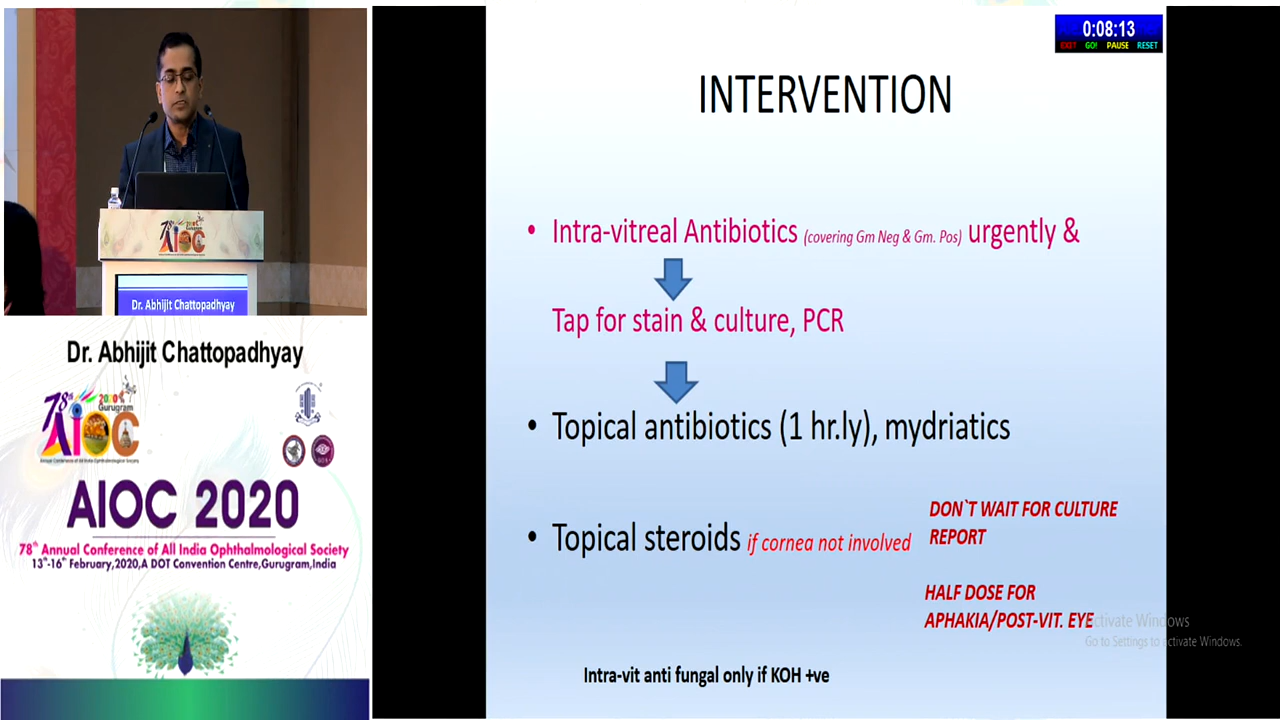 Dr. Abhijit Chattopadhyay
Dr. Abhijit Chattopadhyay
78th
AIOC
2020
Gurugram
AIOC 2020
78th Annual Conference of All India Ophthalmological Society
13th-16th February,2020,A DOT Convention Centre,Gurugram,India
0:08:13
EXIT GO! PAUSE RESET
INTERVENTION
• Intra-vitreal Antibiotics (covering Gm Neg & Gm. Pos) urgently &
Tap for stain & culture, PCR
• Topical antibiotics (1 hr.ly), mydriatics
• Topical steroids if cornea not involved
DON`T WAIT FOR CULTURE
REPORT
HALF DOSE FOR
APHAKIA/POST-VIT. EYE
Activate Windows
Go to Settings to activate Windows.
Intra-vit anti fungal only if KOH +ve